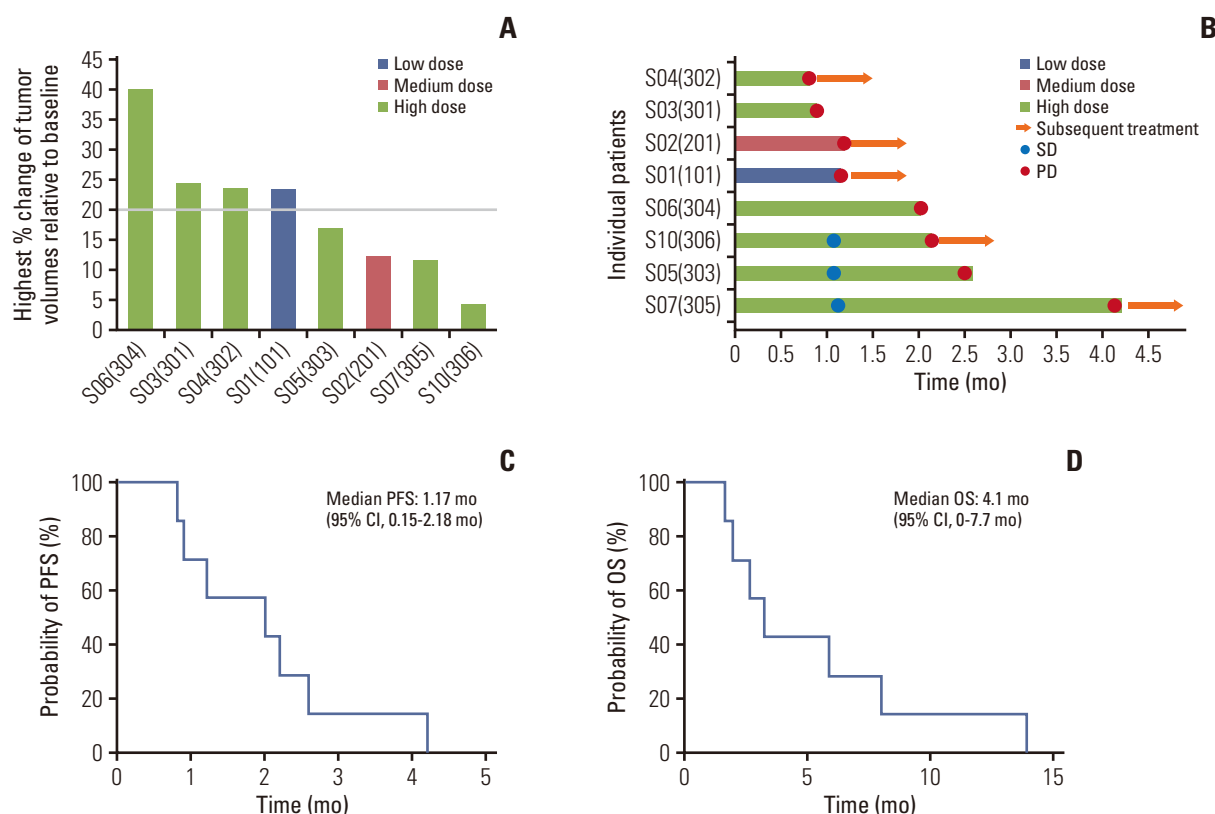 A
Highest % change of tumor
volumes relative to baseline
45
40
35
30
25
20
15
10
5
0
Low dose
Medium dose
High dose
S06(304)
S03(301)
S04(302)
S01(101)
S05(303)
S02(201)
S07(305)
S10(306)
B
Individual patients
S04(302)
S03(301)
S02(201)
S01(101)
S06(304)
S10(306)
S05(303)
S07(305)
Low dose
Medium dose
High dose
Subsequent treatment
SD
PD
0 0.5 1.0 1.5 2.0 2.5 3.0 3.5 4.0 4.5
Time (mo)
C
Probability of PFS (%)
100
80
60
40
20
0
Median PFS: 1.17 mo
(95% CI, 0.15-2.18 mo)
0 1 2 3 4 5
Time (mo)
D
Probability of OS (%)
100
80
60
40
20
0
Median OS: 4.1 mo
(95% CI, 0-7.7 mo)
0 5 10 15
Time (mo)